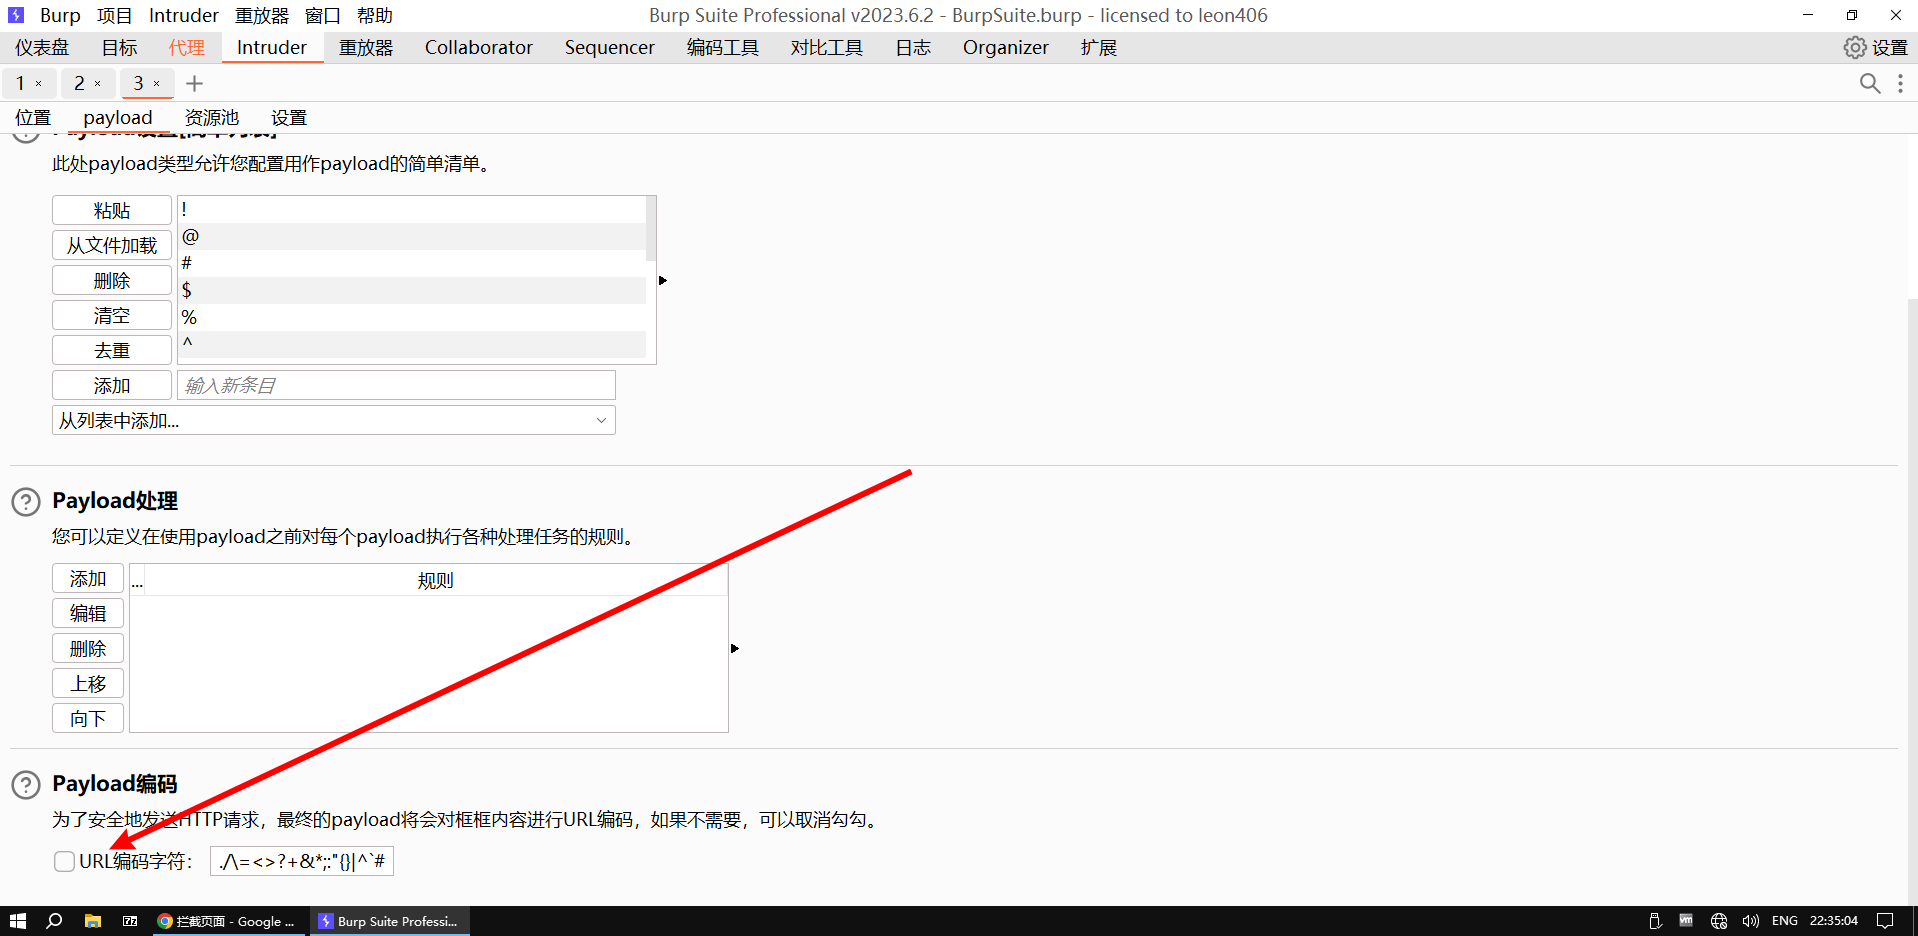 Burp 项目 Intruder 重放器 窗口 帮助 Burp Suite Professional v2023.6.2 - BurpSuite.burp - licensed to leon406
仪表盘 目标 代理 Intruder 重放器 Collaborator Sequencer 编码工具 对比工具 日志 Organizer 扩展 设置
1 × 2 × 3 × +
位置 payload 资源池 设置
Payload设置[简单列表]
此处payload类型允许您配置用作payload的简单清单。
粘贴
从文件加载
删除
清空
去重
!
@
#
$
%
^
添加 输入新条目
从列表中添加...
? Payload处理
您可以定义在使用payload之前对每个payload执行各种处理任务的规则。
添加
编辑
删除
上移
向下
... 规则
? Payload编码
为了安全地发送HTTP请求，最终的payload将会对框框内容进行URL编码，如果不需要，可以取消勾勾。
URL编码字符： ./\=<>?+&*;:"{}|^`#
拦截页面 - Google ... Burp Suite Professi... ENG 22:35:04